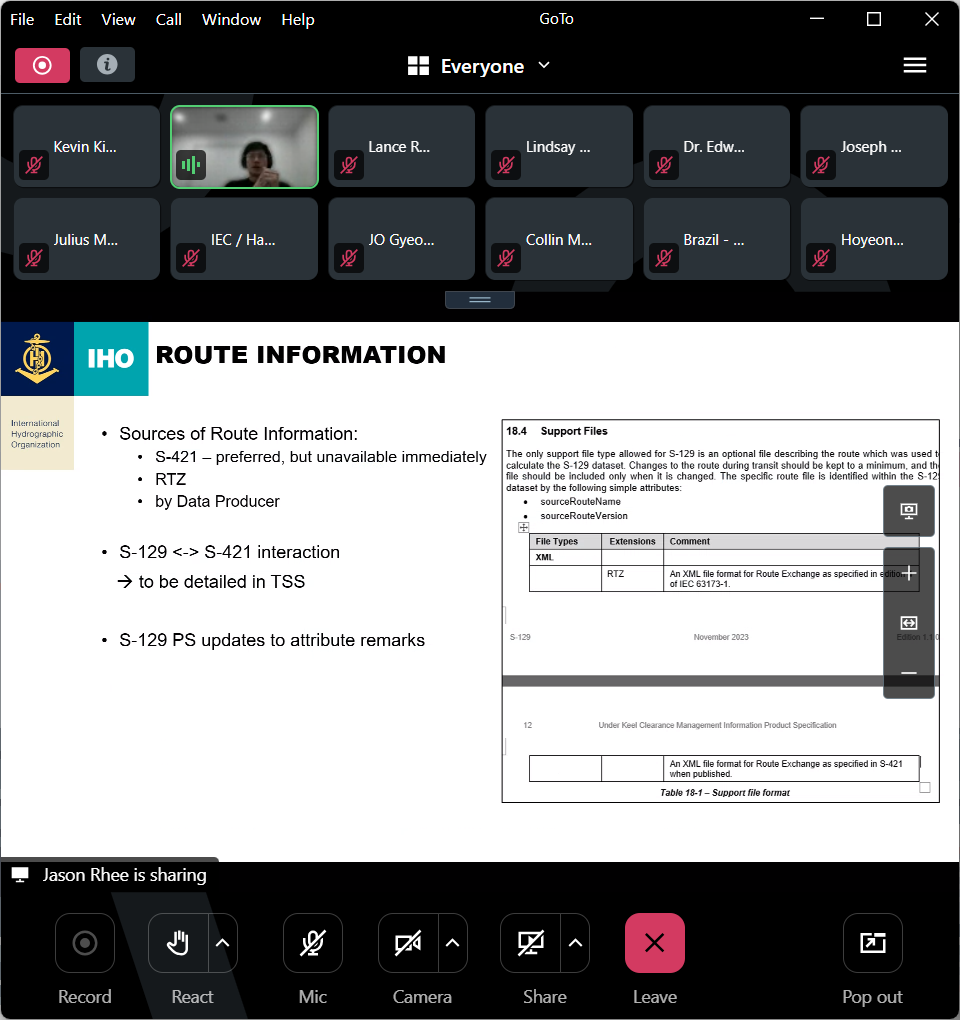 File Edit View Call Window Help
GoTo
Everyone
Kevin Ki...
Lance R...
Lindsay ...
Dr. Edw...
Joseph ...
Julius M...
IEC / Ha...
JO Gyeo...
Collin M...
Brazil - ...
Hoyeon...
IHO
ROUTE INFORMATION
International
Hydrographic
Organization
• Sources of Route Information:
• S-421 – preferred, but unavailable immediately
• RTZ
• by Data Producer
• S-129 <-> S-421 interaction
→ to be detailed in TSS
• S-129 PS updates to attribute remarks
18.4 Support Files
The only support file type allowed for S-129 is an optional file describing the route which was used
calculate the S-129 dataset. Changes to the route during transit should be kept to a minimum, and
file should be included only when it is changed. The specific route file is identified within the
dataset by the following simple attributes:
• sourceRouteName
• sourceRouteVersion
File Types Extensions Comment
XML
RTZ An XML file format for Route Exchange as specified in edition
of IEC 63173-1.
S-129 November 2023 Edition 1.1.0
12 Under Keel Clearance Management Information Product Specification
An XML file format for Route Exchange as specified in S-421
when published.
Table 18-1 – Support file format
Jason Rhee is sharing
Record React Mic Camera Share Leave Pop out